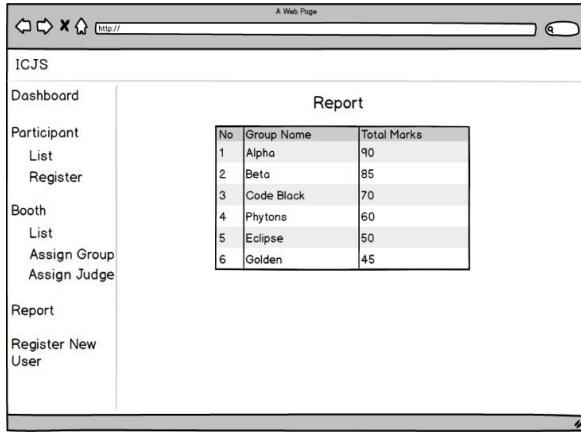 A Web Page
http://
ICJS
Dashboard
Participant
List
Register
Booth
List
Assign Group
Assign Judge
Report
Register New
User
Report
No Group Name Total Marks
1 Alpha 90
2 Beta 85
3 Code Black 70
4 Phytons 60
5 Eclipse 50
6 Golden 45